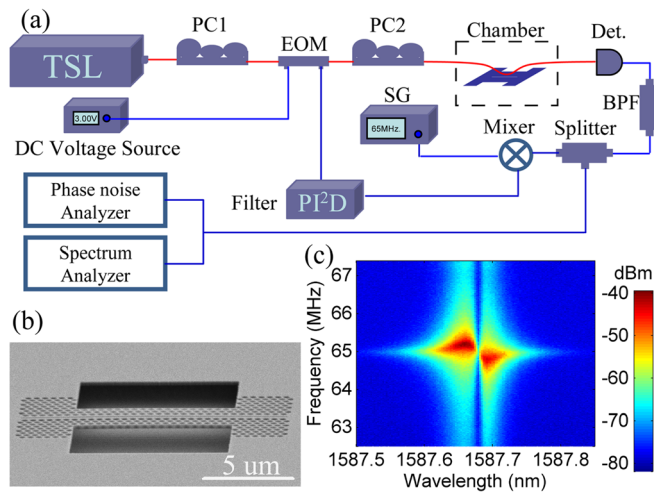 (a)
PC1
EOM
PC2
Chamber
Det.
TSL
BPF
3.00V
SG
65MHz.
Mixer
Splitter
DC Voltage Source
Phase noise
Analyzer
Filter
PI²D
Spectrum
Analyzer
(b)
5 um
(c)
dBm
67
66
65
64
63
Frequency (MHz)
1587.5
1587.6
1587.7
1587.8
Wavelength (nm)
-40
-50
-60
-70
-80